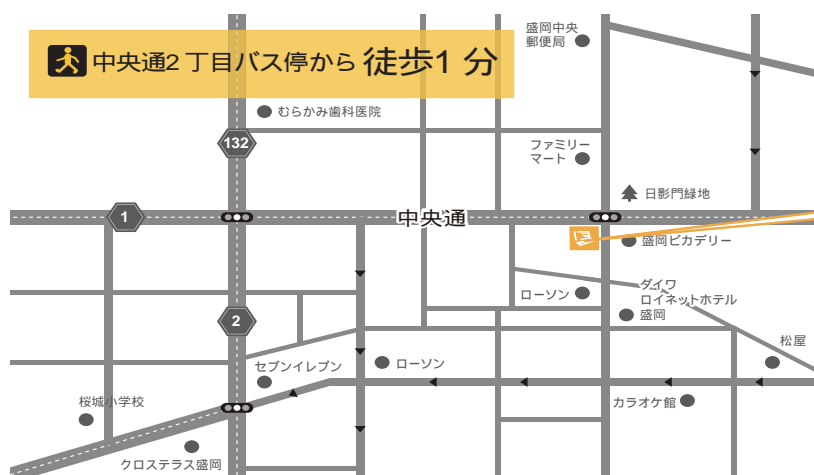 中央通2 丁目バス停から 徒歩1 分
盛岡中央
郵便局
むらかみ歯科医院
132
ファミリー
マート
日影門緑地
1
中央通
盛岡ピカデリー
ローソン
ダイワ
ロイネットホテル
盛岡
2
松屋
セブンイレブン
ローソン
桜城小学校
カラオケ館
クロステラス盛岡